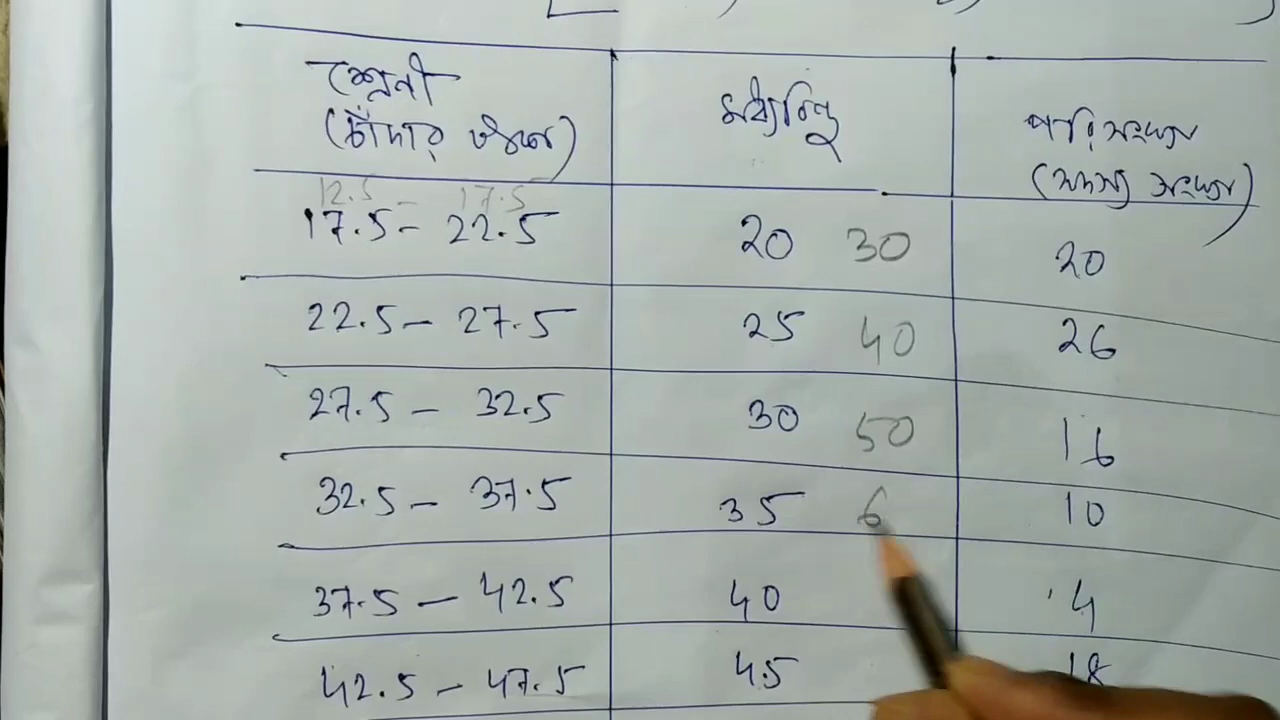 শ্রেণী
(চাঁদার অঙ্কে)
মধ্যবিন্দু
পরিসংখ্যা
(সদস্য সংখ্যা)
12.5 - 17.5
17.5 - 22.5 20 30 20
22.5 - 27.5 25 40 26
27.5 - 32.5 30 50 16
32.5 - 37.5 35 6 10
37.5 - 42.5 40 4
42.5 - 47.5 45 18